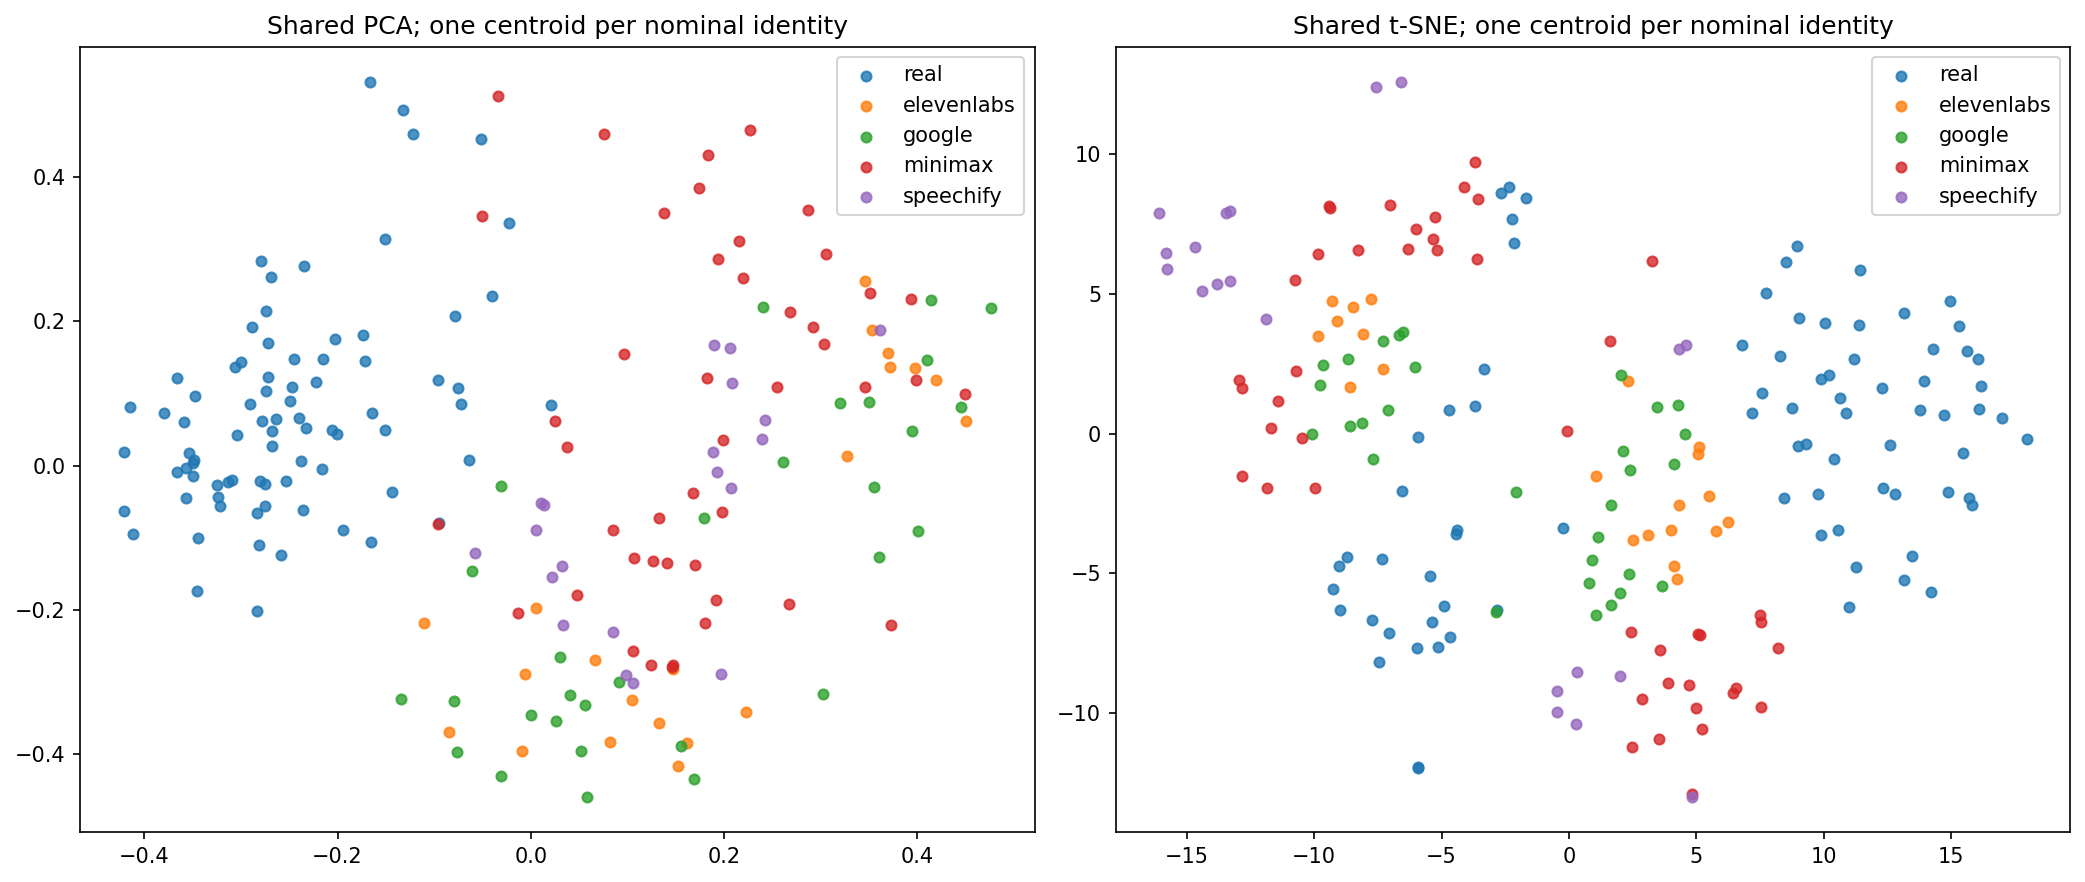 Shared PCA; one centroid per nominal identity
real
elevenlabs
google
minimax
speechify
0.4
0.2
0.0
−0.2
−0.4
−0.4
−0.2
0.0
0.2
0.4
Shared t-SNE; one centroid per nominal identity
real
elevenlabs
google
minimax
speechify
10
5
0
−5
−10
−15
−10
−5
0
5
10
15